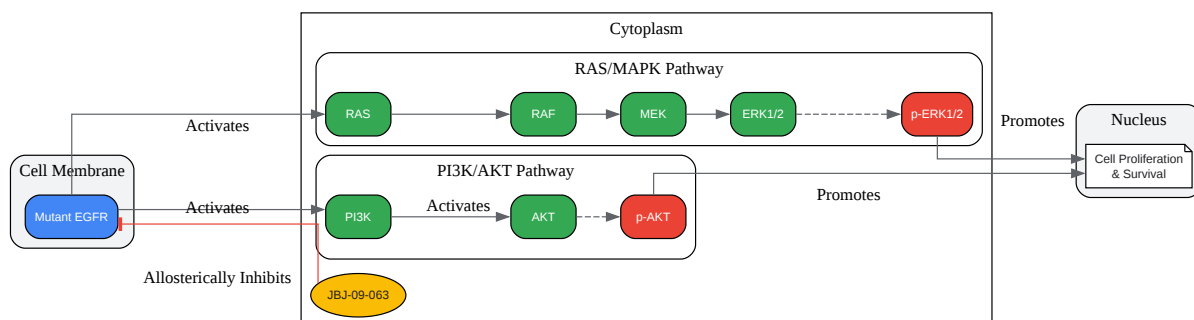 Cytoplasm
RAS/MAPK Pathway
RAS
RAF
MEK
ERK1/2
p-ERK1/2
Activates
Promotes
Nucleus
Cell Proliferation
& Survival
Cell Membrane
Mutant EGFR
PI3K/AKT Pathway
Activates
PI3K
Activates
AKT
p-AKT
Promotes
Allosterically Inhibits
JBJ-09-063